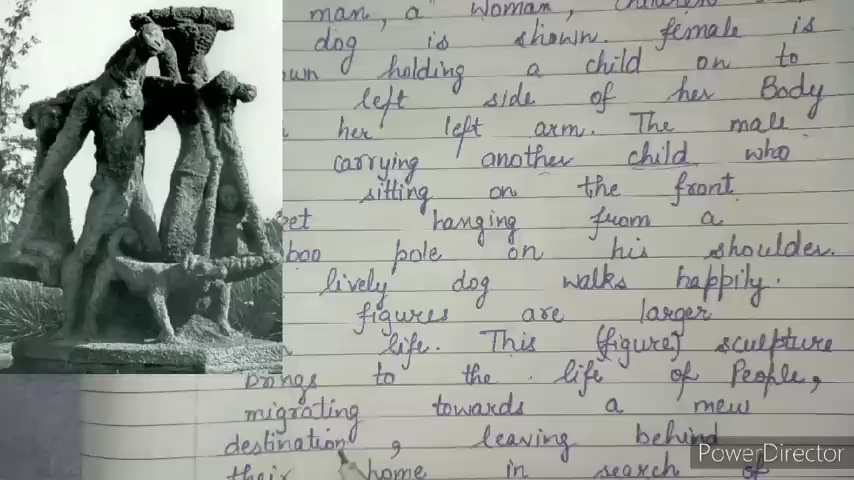 man, a woman,
dog is shown. female is
holding a child on to
left side of her Body
her left arm. The male
carrying another child who
sitting on the front
hanging from a
pole on his shoulder.
lively dog walks happily.
figures are larger
life. This (figure) sculpture
brings to the life of People,
migrating towards a new
destination, leaving behind
their home in search of
PowerDirector